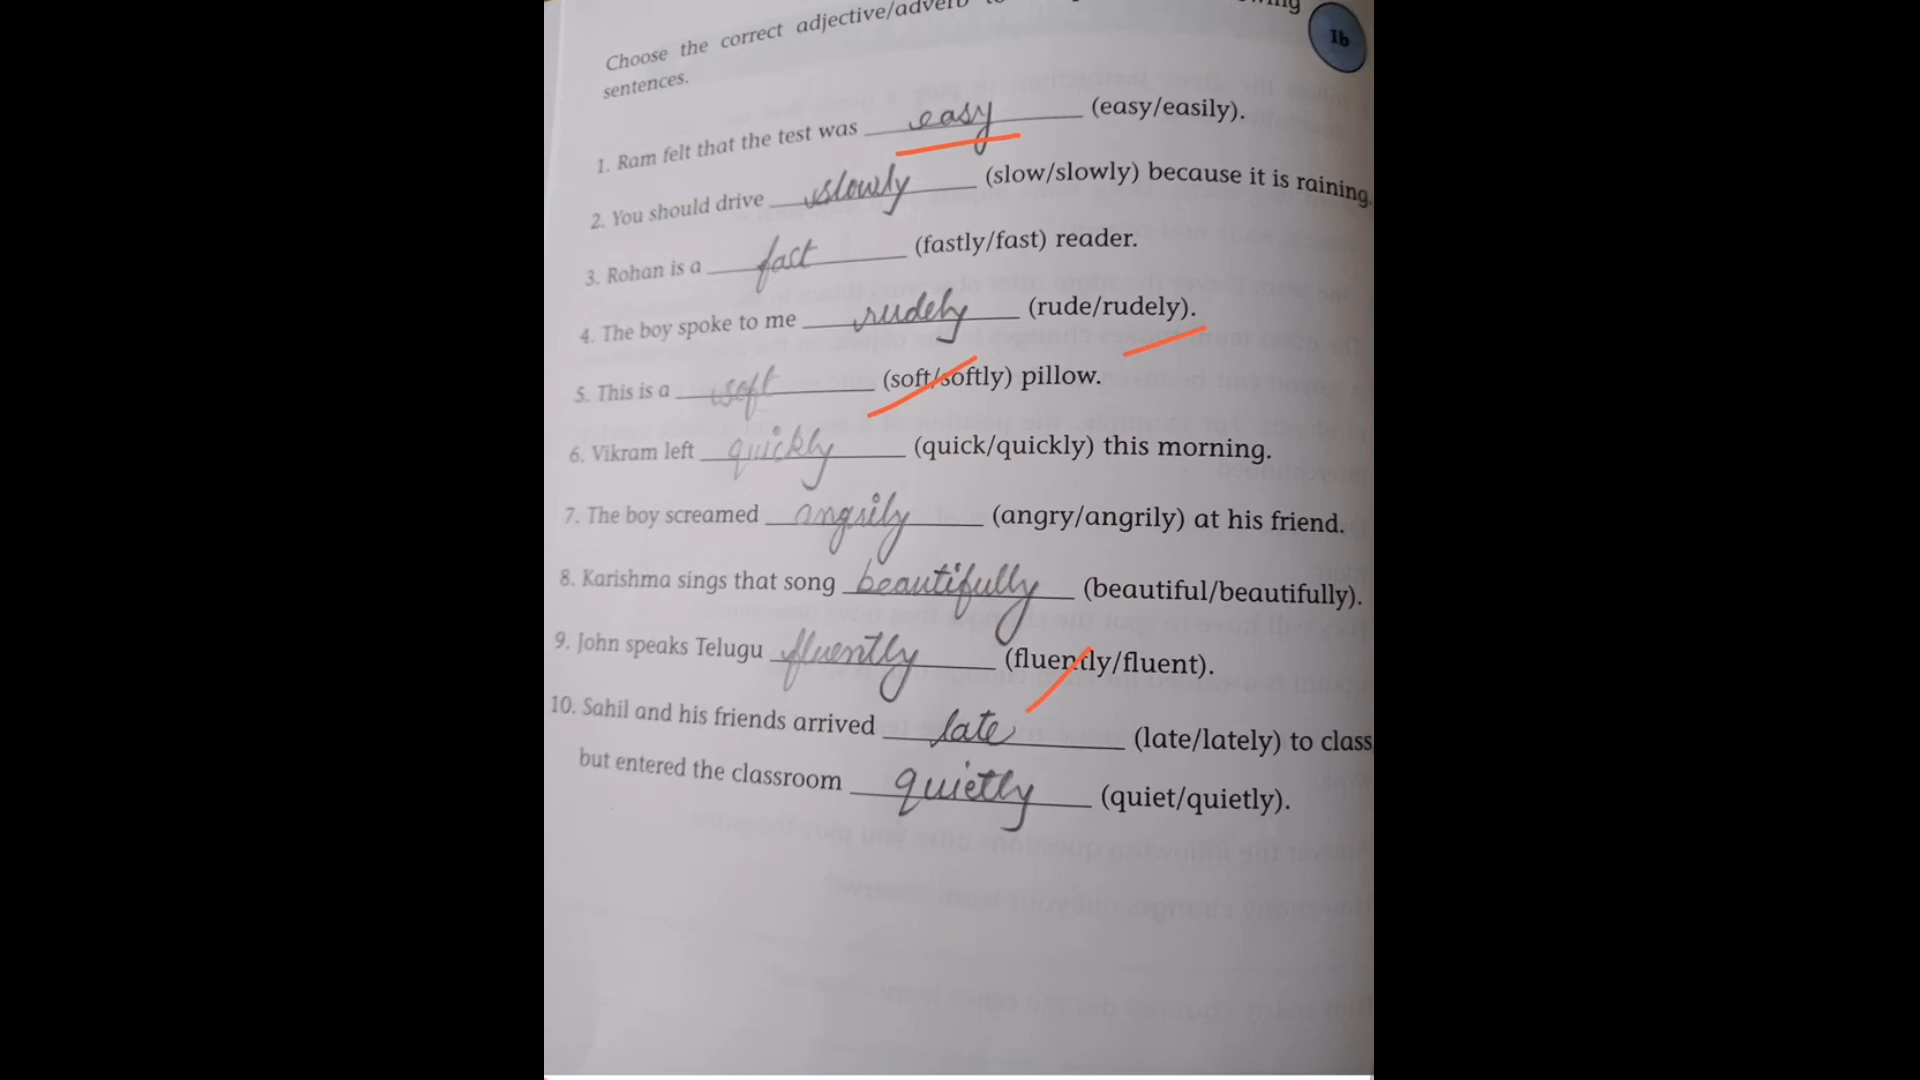 Choose the correct adjective/adverb
sentences.
Ib
1. Ram felt that the test was easy (easy/easily).
2. You should drive slowly (slow/slowly) because it is raining.
3. Rohan is a fact (fastly/fast) reader.
4. The boy spoke to me rudely (rude/rudely).
5. This is a soft (soft/softly) pillow.
6. Vikram left quickly (quick/quickly) this morning.
7. The boy screamed angrily (angry/angrily) at his friend.
8. Karishma sings that song beautifully (beautiful/beautifully).
9. John speaks Telugu fluently (fluently/fluent).
10. Sahil and his friends arrived late (late/lately) to class
but entered the classroom quietly (quiet/quietly).